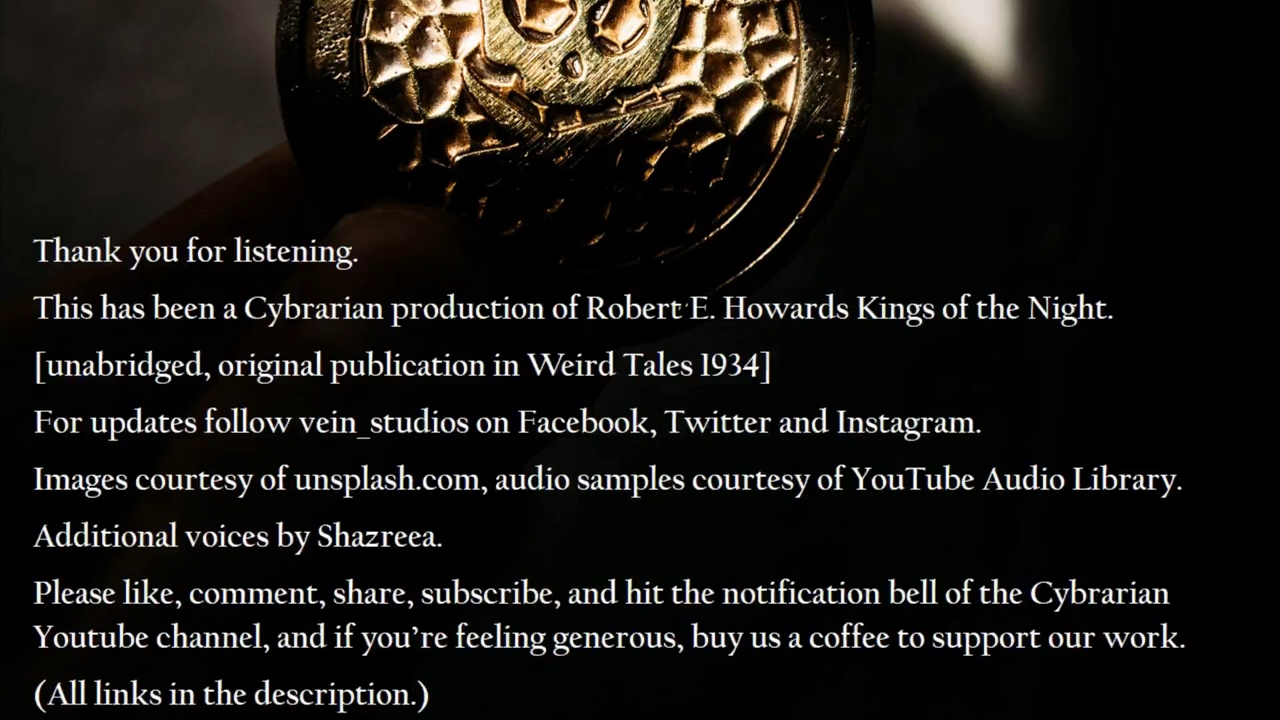 Thank you for listening.
This has been a Cybrarian production of Robert E. Howards Kings of the Night.
[unabridged, original publication in Weird Tales 1934]
For updates follow vein_studios on Facebook, Twitter and Instagram.
Images courtesy of unsplash.com, audio samples courtesy of YouTube Audio Library.
Additional voices by Shazreea.
Please like, comment, share, subscribe, and hit the notification bell of the Cybrarian
Youtube channel, and if you’re feeling generous, buy us a coffee to support our work.
(All links in the description.)